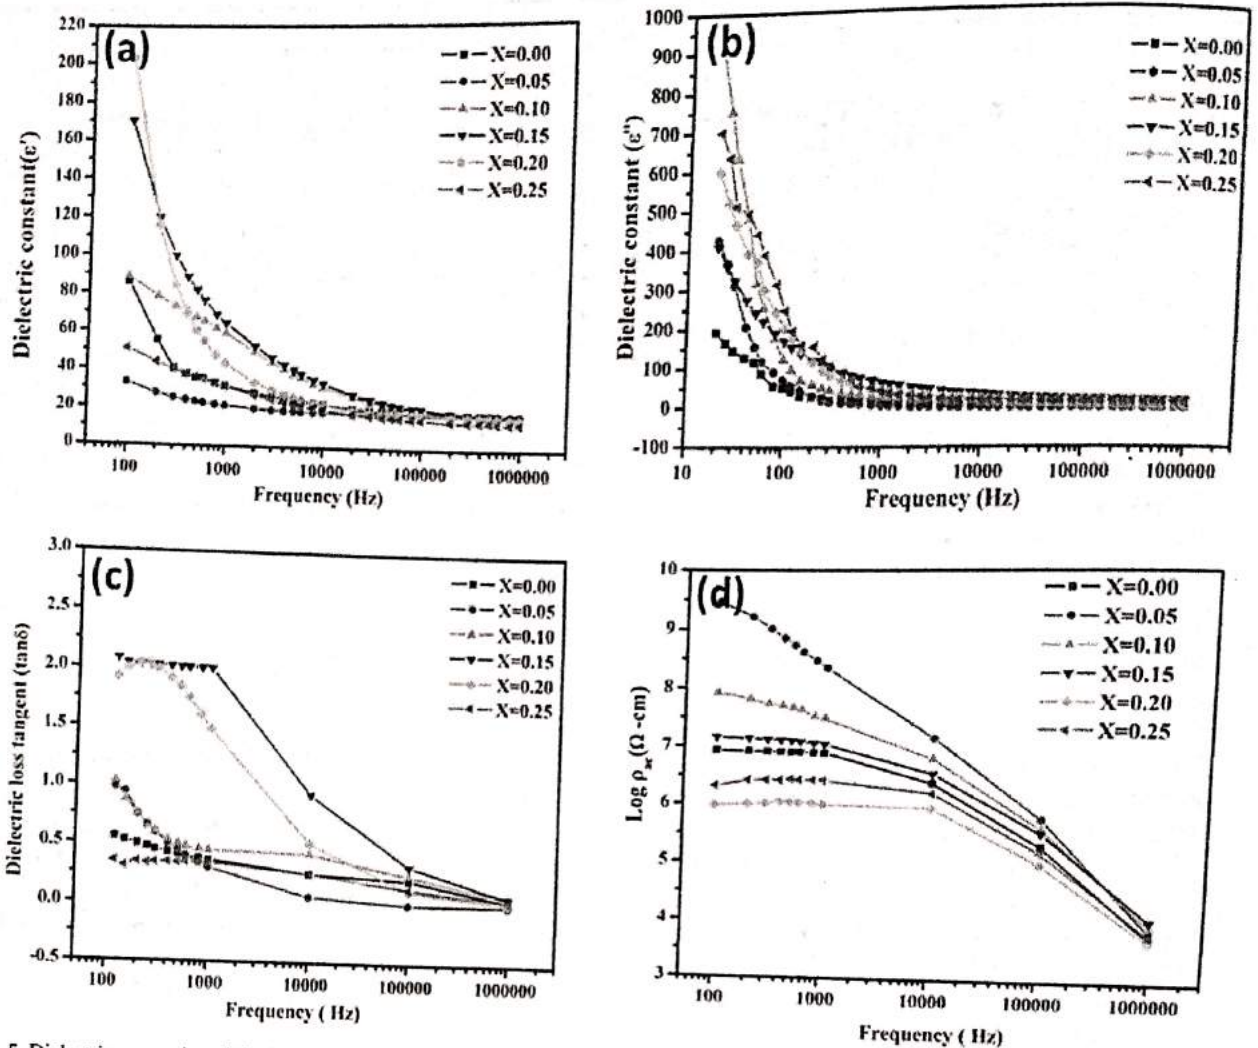 (a)
220
200
180
160
140
120
100
80
60
40
20
0
Dielectric constant(ε')
X=0.00
X=0.05
X=0.10
X=0.15
X=0.20
X=0.25
100
1000
10000
100000
1000000
Frequency (Hz)
(b)
1000
900
800
700
600
500
400
300
200
100
0
-100
Dielectric constant (ε")
X=0.00
X=0.05
X=0.10
X=0.15
X=0.20
X=0.25
10
100
1000
10000
100000
1000000
Frequency (Hz)
(c)
3.0
2.5
2.0
1.5
1.0
0.5
0.0
-0.5
Dielectric loss tangent (tanδ)
X=0.00
X=0.05
X=0.10
X=0.15
X=0.20
X=0.25
100
1000
10000
100000
1000000
Frequency ( Hz)
(d)
10
9
8
7
6
5
4
3
Log ρac(Ω -cm)
X=0.00
X=0.05
X=0.10
X=0.15
X=0.20
X=0.25
100
1000
10000
100000
1000000
Frequency ( Hz)